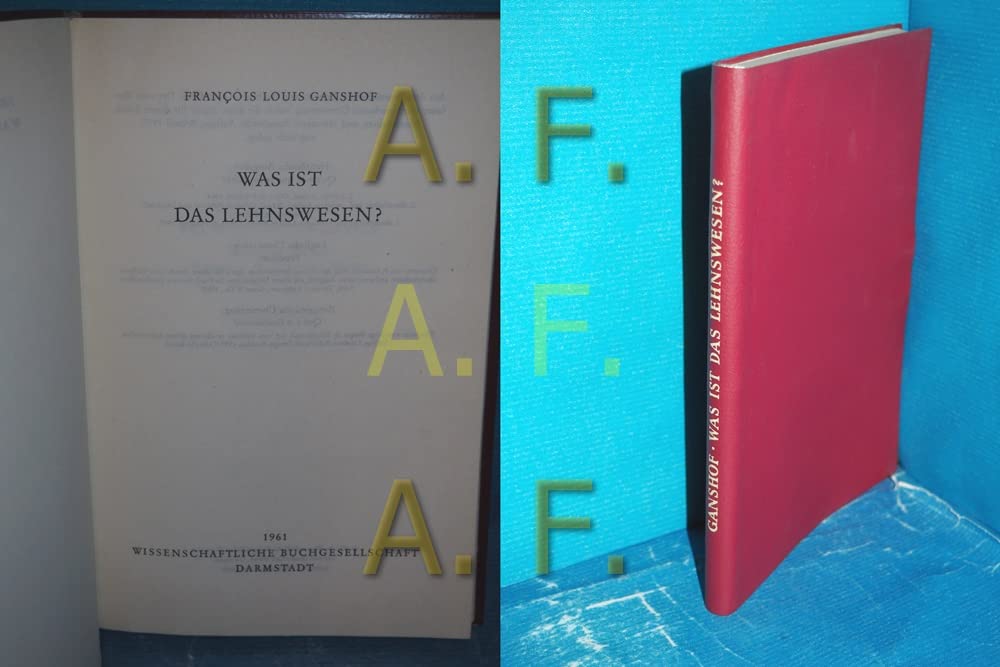 FRANÇOIS LOUIS GANSHOF
WAS IST
DAS LEHNSWESEN?
1961
WISSENSCHAFTLICHE BUCHGESELLSCHAFT
DARMSTADT
GANSHOF · WAS IST DAS LEHNSWESEN?
A. F.
A. F.
A. F.